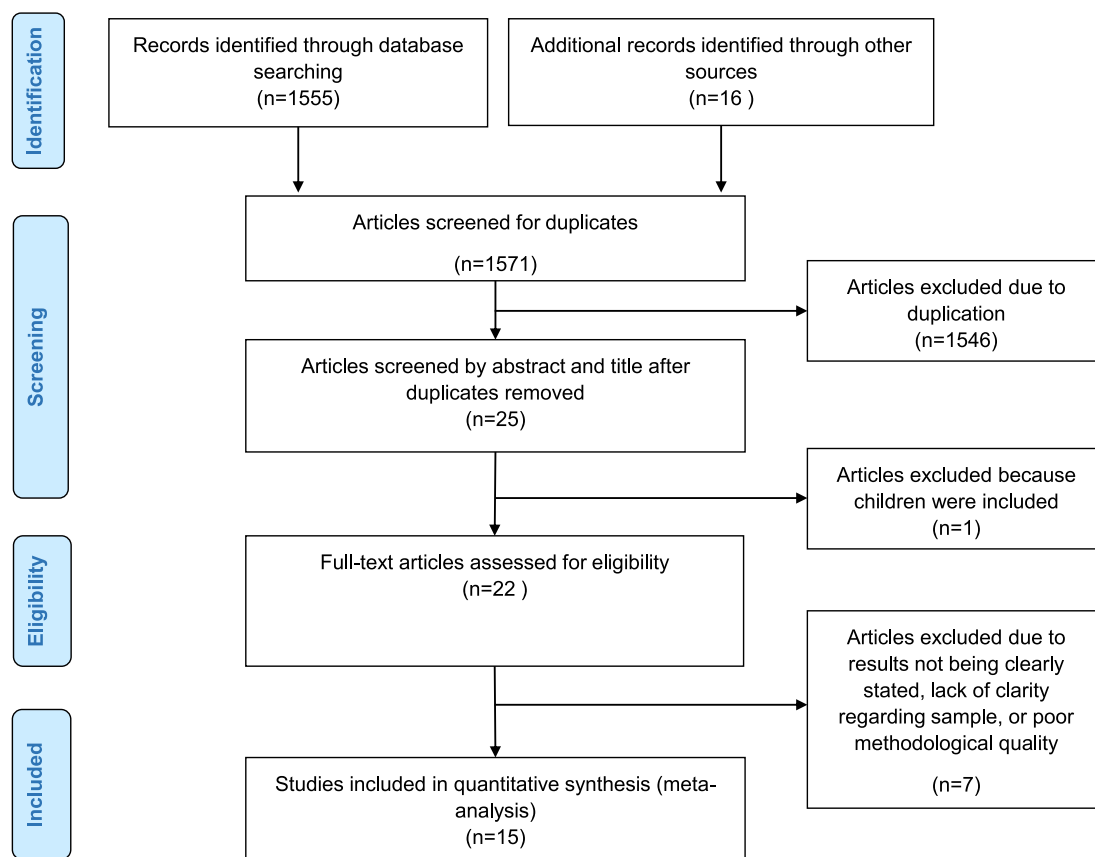 Identification
Records identified through database
searching
(n=1555)
Additional records identified through other
sources
(n=16 )
Screening
Articles screened for duplicates
(n=1571)
Articles excluded due to
duplication
(n=1546)
Articles screened by abstract and title after
duplicates removed
(n=25)
Articles excluded because
children were included
(n=1)
Eligibility
Full-text articles assessed for eligibility
(n=22 )
Articles excluded due to
results not being clearly
stated, lack of clarity
regarding sample, or poor
methodological quality
(n=7)
Included
Studies included in quantitative synthesis (meta-
analysis)
(n=15)